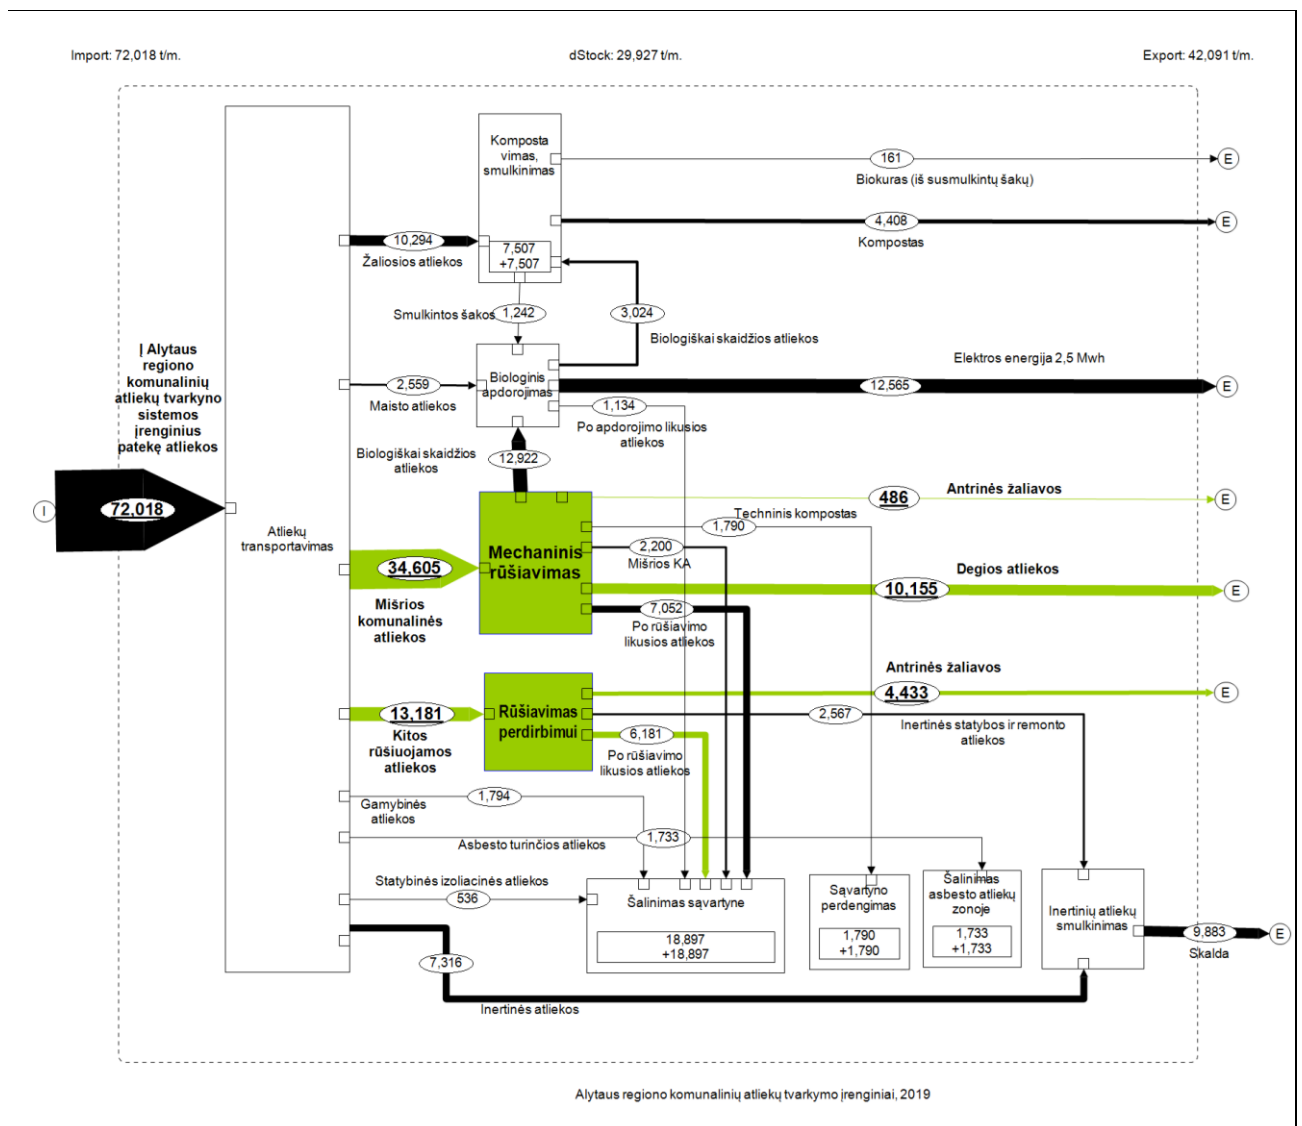 Import: 72,018 t/m.
dStock: 29,927 t/m.
Export: 42,091 t/m.
Komposta
vimas,
smulkinimas
161
E
Biokuras (iš susmulkintų šakų)
4,408
E
Kompostas
10,294
Žaliosios atliekos
7,507
+7,507
Smulkintos šakos
1,242
3,024
Biologiškai skaidžios atliekos
Į Alytaus
regiono
komunalinių
atliekų tvarkyno
sistemos
įrenginius
patekę atliekos
Elektros energija 2,5 Mwh
2,559
Maisto atliekos
Biologinis
apdorojimas
12,565
E
1,134
Po apdorojimo likusios
atliekos
Biologiškai skaidžios
atliekos
12,922
I
72,018
Atliekų
transportavimas
486
Antrinės žaliavos
E
Techninis kompostas
1,790
Mechaninis
rūšiavimas
2,200
Mišrios KA
34,605
Mišrios
komunalinės
atliekos
Degios atliekos
10,155
E
7,052
Po rūšiavimo
likusios atliekos
Antrinės žaliavos
4,433
E
13,181
Kitos
rūšiuojamos
atliekos
Rūšiavimas
perdirbimui
2,567
Inertinės statybos ir remonto
atliekos
6,181
Po rūšiavimo
likusios atliekos
1,794
Gamybinės
atliekos
1,733
Asbesto turinčios atliekos
Statybinės izoliacinės atliekos
536
Šalinimas sąvartyne
18,897
+18,897
Sąvartyno
perdengimas
1,790
+1,790
Šalinimas
asbesto atliekų
zonoje
1,733
+1,733
Inertinių atliekų
smulkinimas
9,883
E
Skalda
7,316
Inertinės atliekos
Alytaus regiono komunalinių atliekų tvarkymo įrenginiai, 2019